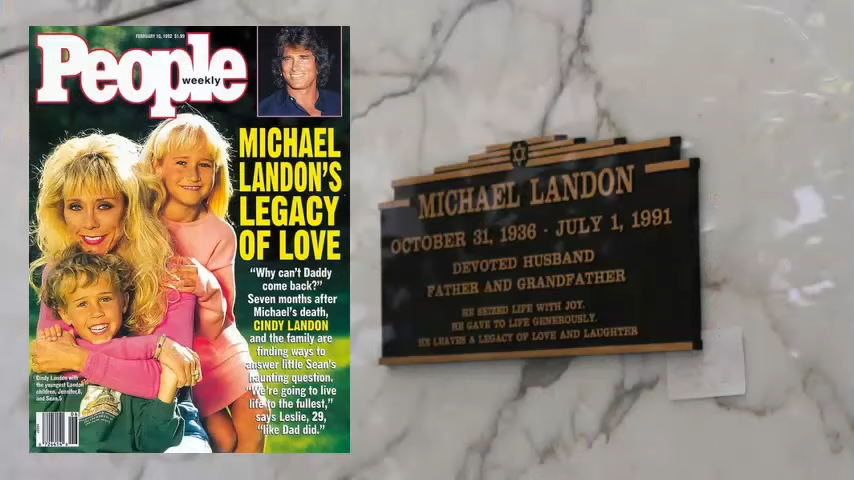 FEBRUARY 10, 1992 $1.99
People
weekly
MICHAEL
LANDON'S
LEGACY
OF LOVE
"Why can't Daddy
come back?"
Seven months after
Michael's death,
CINDY LANDON
and the family are
finding ways to
answer little Sean's
haunting question.
"We're going to live
life to the fullest,"
says Leslie, 29,
"like Dad did."
Cindy Landon with
the youngest Landon
children, Jennifer, 8,
and Sean, 5
MICHAEL LANDON
OCTOBER 31, 1936 - JULY 1, 1991
DEVOTED HUSBAND
FATHER AND GRANDFATHER
HE SEIZED LIFE WITH JOY.
HE GAVE TO LIFE GENEROUSLY.
HE LEAVES A LEGACY OF LOVE AND LAUGHTER